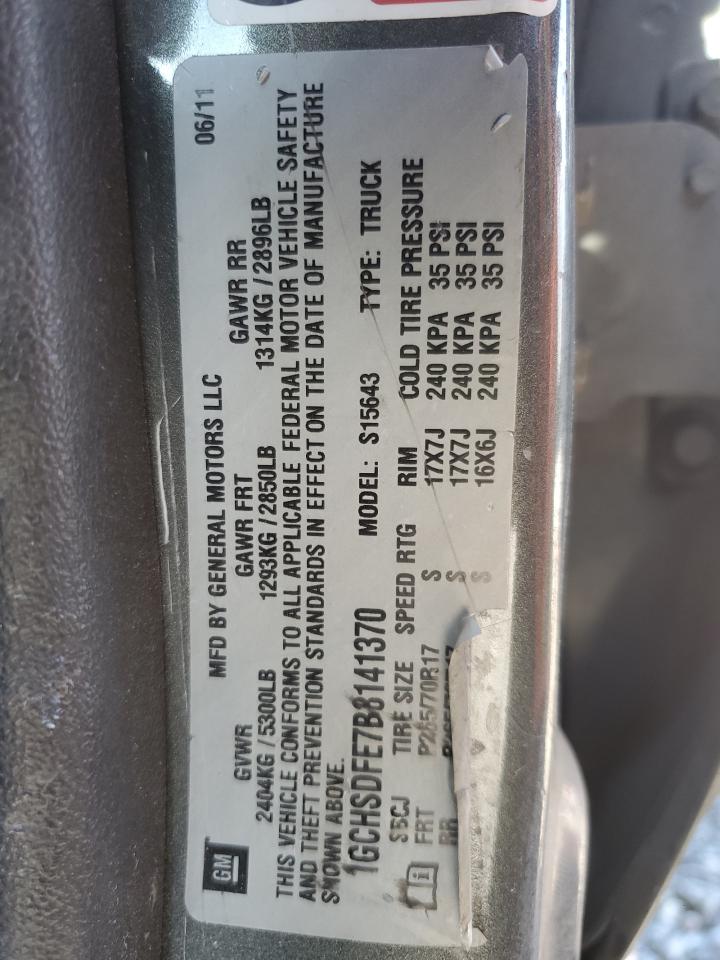 MFD BY GENERAL MOTORS LLC 06/11
GM
GVWR GAWR FRT GAWR RR
2404KG / 5300LB 1293KG / 2850LB 1314KG / 2896LB
THIS VEHICLE CONFORMS TO ALL APPLICABLE FEDERAL MOTOR VEHICLE SAFETY
AND THEFT PREVENTION STANDARDS IN EFFECT ON THE DATE OF MANUFACTURE
SHOWN ABOVE.
1GCHSDFE7B8141370 MODEL: S15643 TYPE: TRUCK
S5CJ TIRE SIZE SPEED RTG RIM COLD TIRE PRESSURE
FRT P265/70R17 S 17X7J 240 KPA 35 PSI
RR S 17X7J 240 KPA 35 PSI
S 16X6J 240 KPA 35 PSI